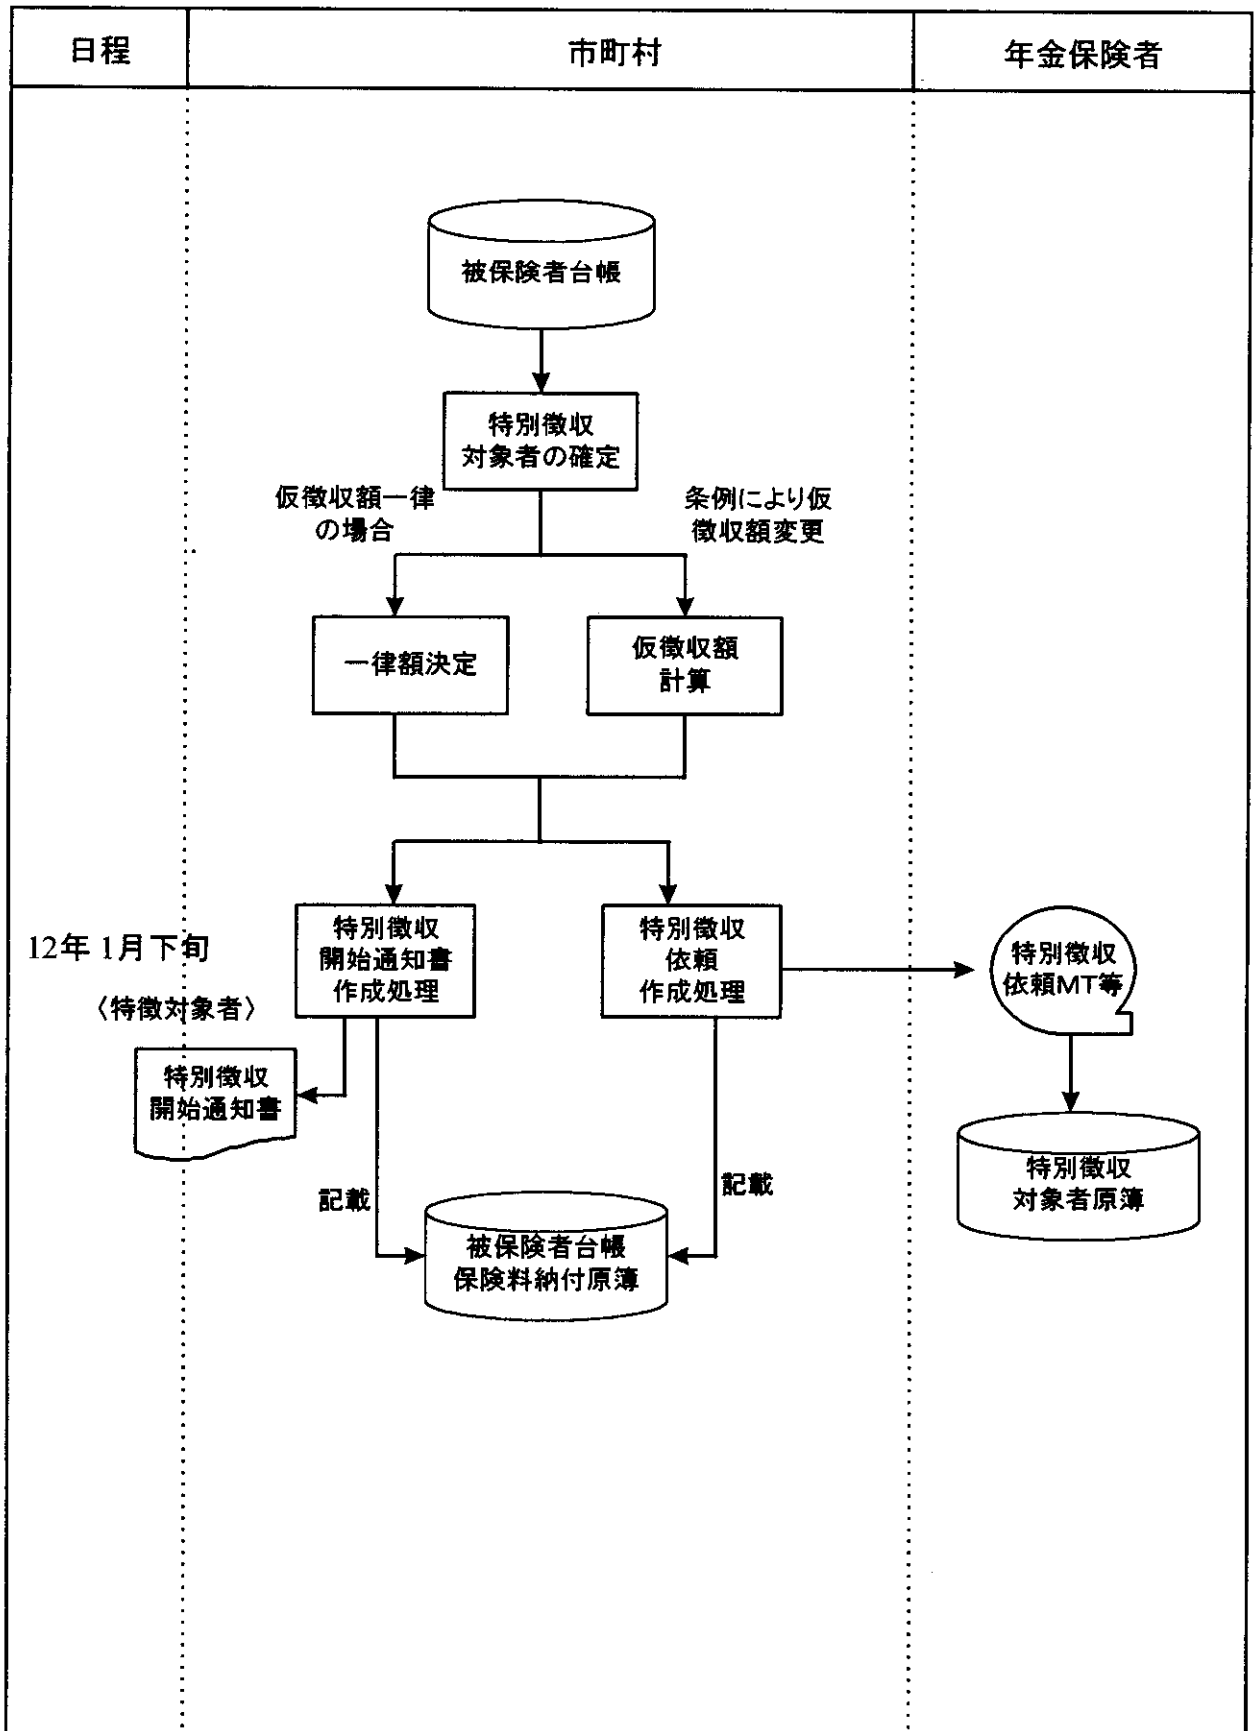 日程
市町村
年金保険者
被保険者台帳
特別徴収
対象者の確定
仮徴収額一律
の場合
条例により仮
徴収額変更
一律額決定
仮徴収額
計算
12年 1月下旬
特別徴収
開始通知書
作成処理
特別徴収
依頼
作成処理
特別徴収
依頼MT等
〈特徴対象者〉
特別徴収
開始通知書
記載
記載
特別徴収
対象者原簿
被保険者台帳
保険料納付原簿